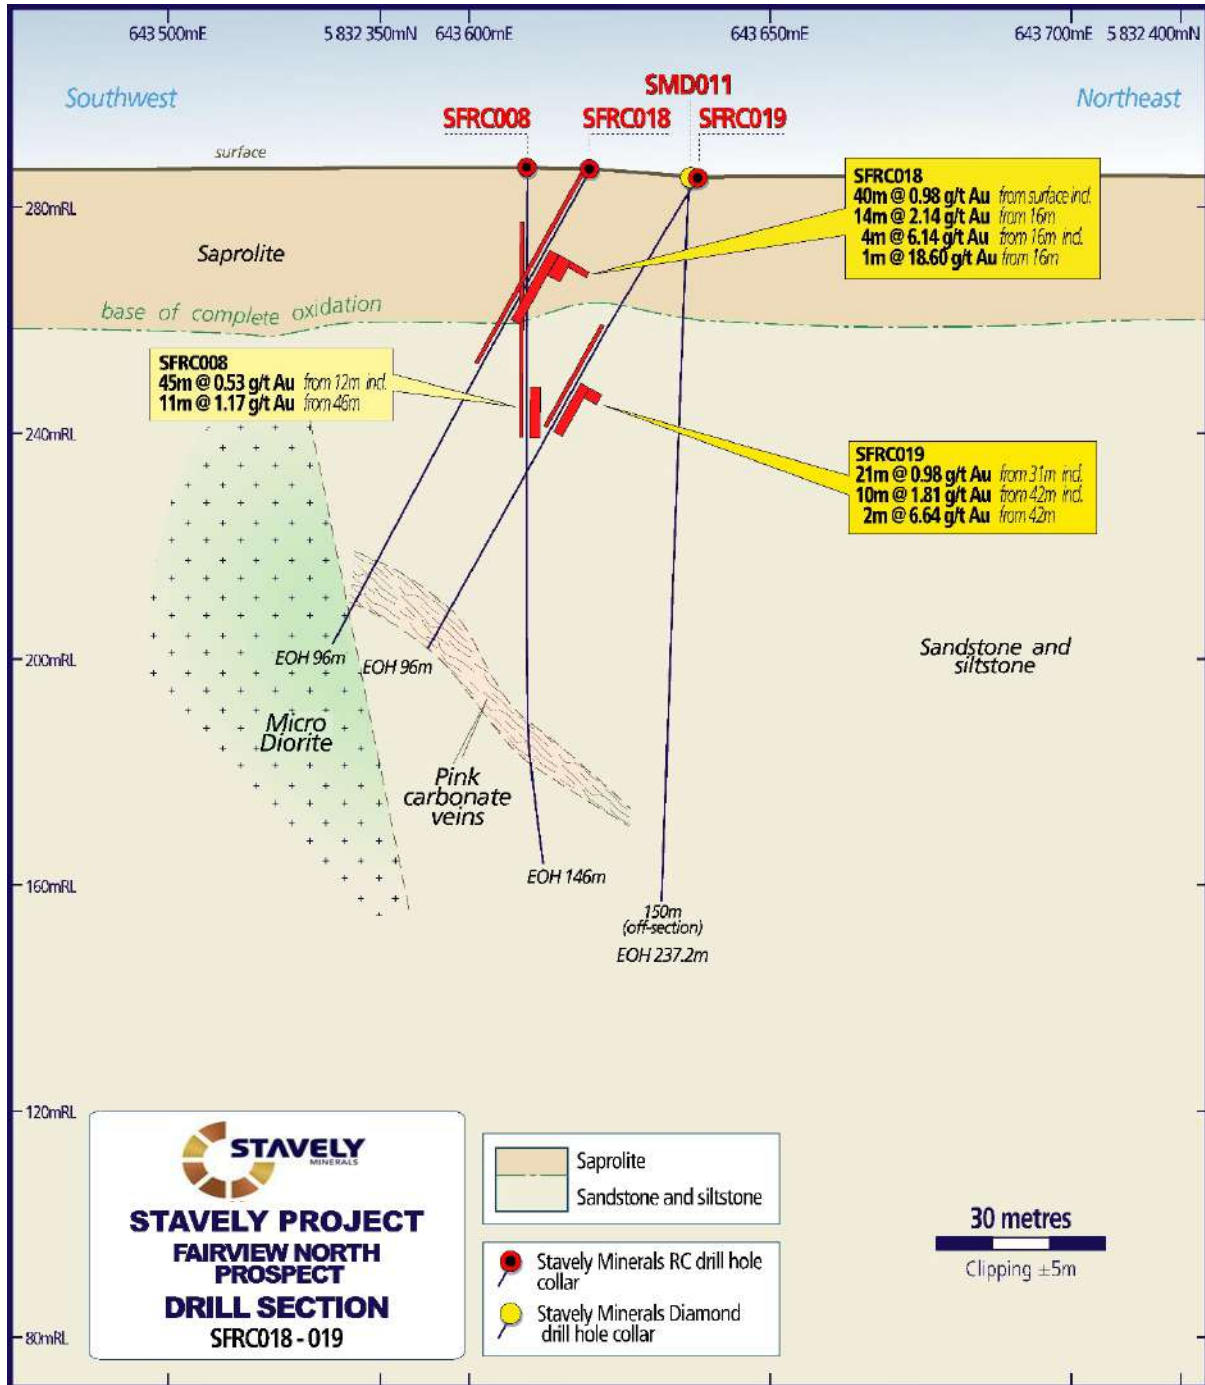 643 500mE
5 832 350mN
643 600mE
643 650mE
643 700mE
5 832 400mN
Southwest
Northeast
SMD011
SFRC008
SFRC018
SFRC019
surface
280mRL
Saprolite
base of complete oxidation
SFRC018
40m @ 0.98 g/t Au from surface incl.
14m @ 2.14 g/t Au from 16m
4m @ 6.14 g/t Au from 16m incl.
1m @ 18.60 g/t Au from 16m
SFRC008
45m @ 0.53 g/t Au from 12m incl.
11m @ 1.17 g/t Au from 46m
240mRL
SFRC019
21m @ 0.98 g/t Au from 31m incl.
10m @ 1.81 g/t Au from 42m incl.
2m @ 6.64 g/t Au from 42m
200mRL
EOH 96m
EOH 96m
Sandstone and
siltstone
Micro
Diorite
Pink
carbonate
veins
EOH 146m
160mRL
150m
(off-section)
EOH 237.2m
120mRL
STAVELY
MINERALS
STAVELY PROJECT
FAIRVIEW NORTH
PROSPECT
DRILL SECTION
SFRC018 - 019
Saprolite
Sandstone and siltstone
Stavely Minerals RC drill hole
collar
Stavely Minerals Diamond
drill hole collar
30 metres
Clipping ±5m
80mRL